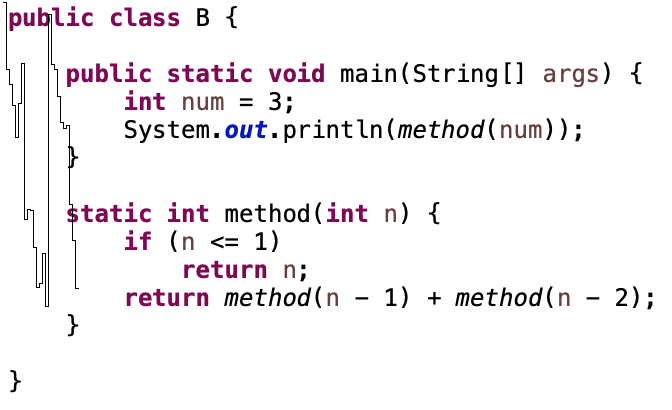 public class B {
public static void main(String[] args) {
int num = 3;
System.out.println(method(num));
}
static int method(int n) {
if (n <= 1)
return n;
return method(n - 1) + method(n - 2);
}
}